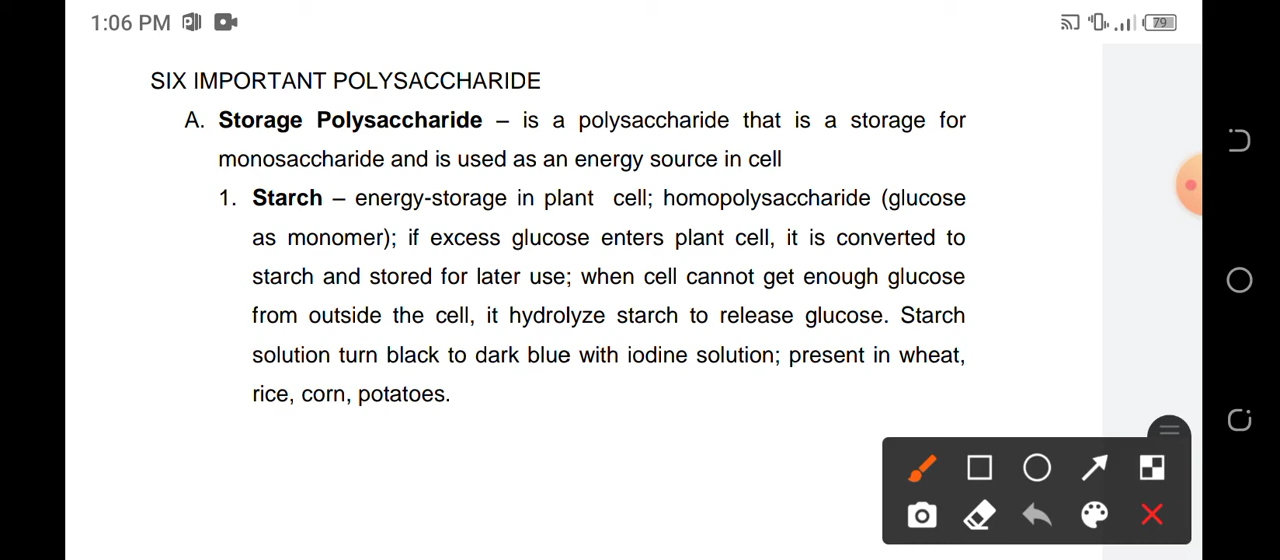 1:06 PM
79
SIX IMPORTANT POLYSACCHARIDE
A. Storage Polysaccharide – is a polysaccharide that is a storage for
monosaccharide and is used as an energy source in cell
1. Starch – energy-storage in plant cell; homopolysaccharide (glucose
as monomer); if excess glucose enters plant cell, it is converted to
starch and stored for later use; when cell cannot get enough glucose
from outside the cell, it hydrolyze starch to release glucose. Starch
solution turn black to dark blue with iodine solution; present in wheat,
rice, corn, potatoes.